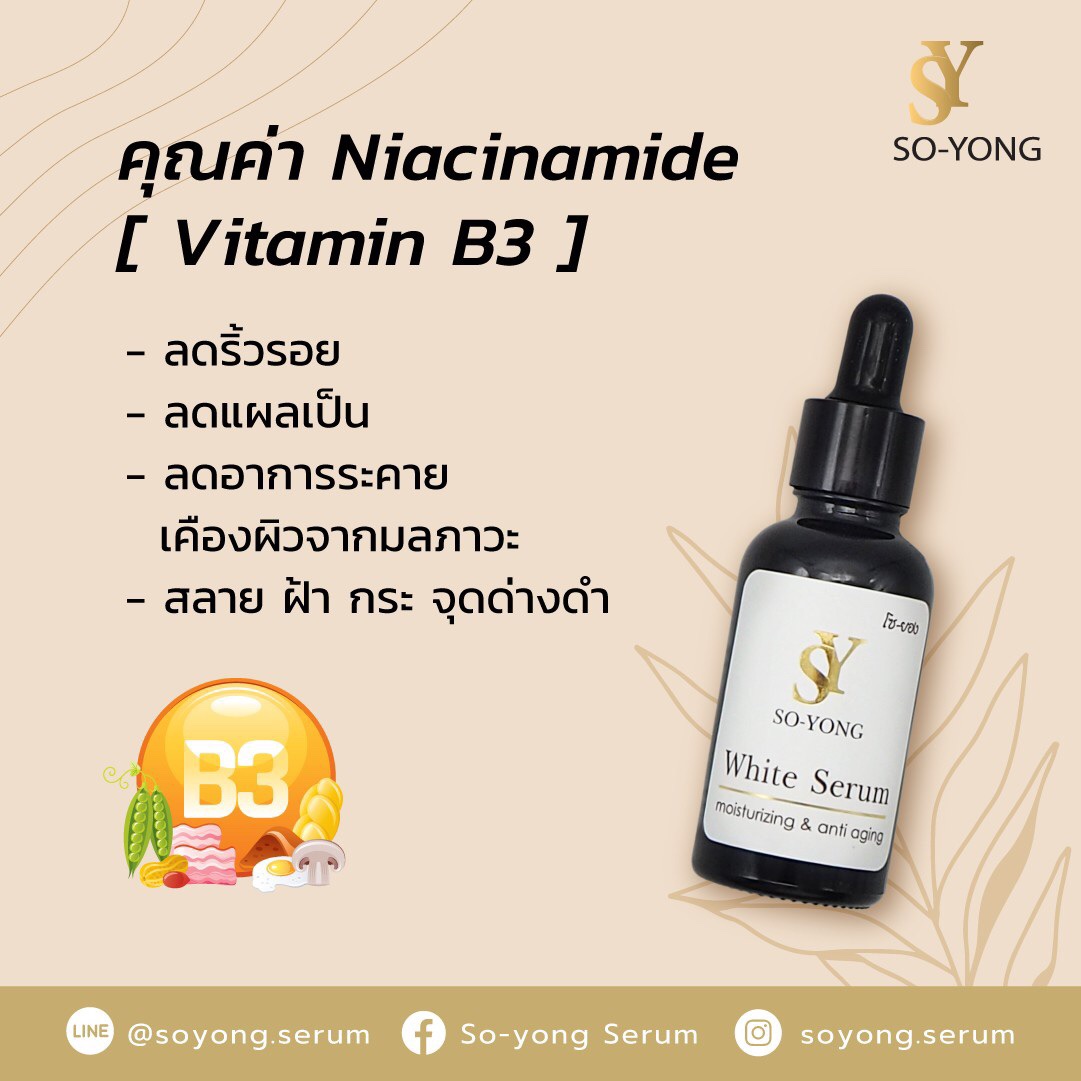 SY
SO-YONG
คุณค่า Niacinamide
[ Vitamin B3 ]
- ลดริ้วรอย
- ลดแผลเป็น
- ลดอาการระคาย
เคืองผิวจากมลภาวะ
- สลาย ฝ้า กระ จุดด่างดำ
B3
โซ-ยอง
SY
SO-YONG
White Serum
moisturizing & anti aging
LINE @soyong.serum
So-yong Serum
soyong.serum